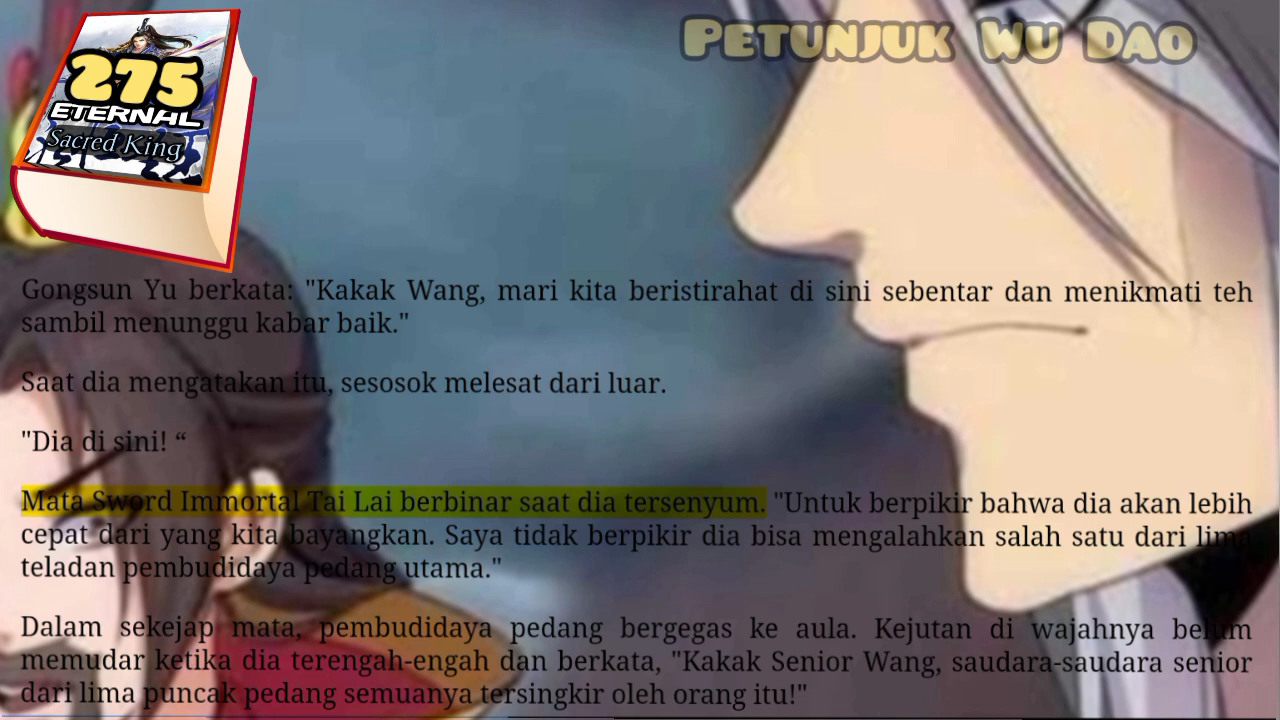 Petunjuk Wu Dao
275
ETERNAL
Sacred King
Gongsun Yu berkata: "Kakak Wang, mari kita beristirahat di sini sebentar dan menikmati teh
sambil menunggu kabar baik."
Saat dia mengatakan itu, sesosok melesat dari luar.
"Dia di sini! “
Mata Sword Immortal Tai Lai berbinar saat dia tersenyum. "Untuk berpikir bahwa dia akan lebih
cepat dari yang kita bayangkan. Saya tidak berpikir dia bisa mengalahkan salah satu dari lima
teladan pembudidaya pedang utama."
Dalam sekejap mata, pembudidaya pedang bergegas ke aula. Kejutan di wajahnya belum
memudar ketika dia terengah-engah dan berkata, "Kakak Senior Wang, saudara-saudara senior
dari lima puncak pedang semuanya tersingkir oleh orang itu!"